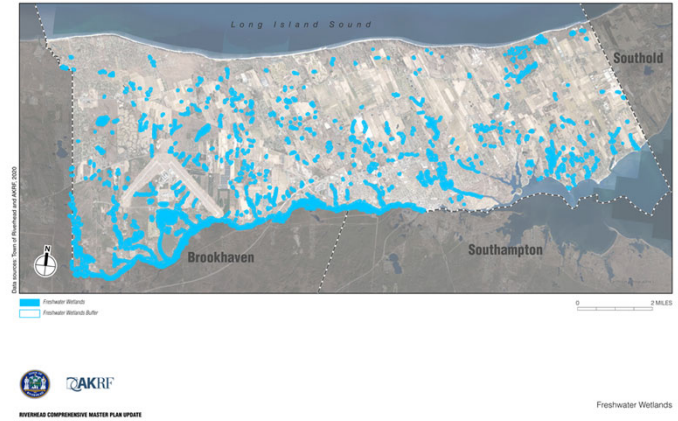 Long Island Sound
Southold
Data sources: Town of Riverhead and AKRF, 2020
N
Brookhaven
Southampton
Freshwater Wetlands
Freshwater Wetlands Buffer
0 2 MILES
AKRF
Freshwater Wetlands
RIVERHEAD COMPREHENSIVE MASTER PLAN UPDATE